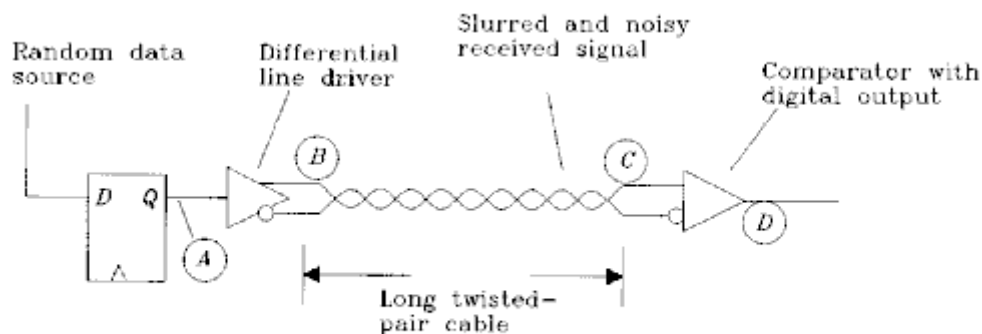 Slurred and noisy
received signal
Random data
source
Differential
line driver
Comparator with
digital output
B
C
D Q
A
D
Long twisted-
pair cable